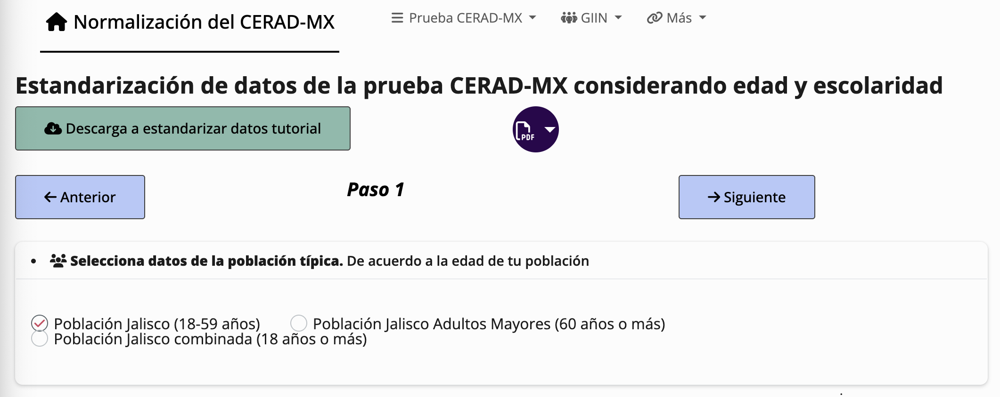 Normalización del CERAD-MX
Prueba CERAD-MX
GIIN
Más
Estandarización de datos de la prueba CERAD-MX considerando edad y escolaridad
Descarga a estandarizar datos tutorial
PDF
Anterior
Paso 1
Siguiente
Selecciona datos de la población típica. De acuerdo a la edad de tu población
Población Jalisco (18-59 años)
Población Jalisco Adultos Mayores (60 años o más)
Población Jalisco combinada (18 años o más)